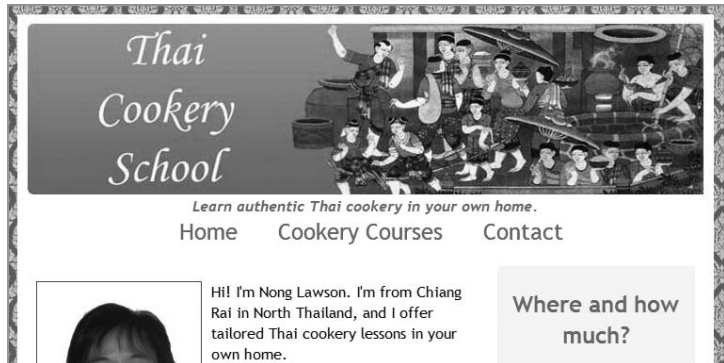 Thai
Cookery
School
Learn authentic Thai cookery in your own home.
Home Cookery Courses Contact
Hi! I'm Nong Lawson. I'm from Chiang
Rai in North Thailand, and I offer
tailored Thai cookery lessons in your
own home.
Where and how
much?